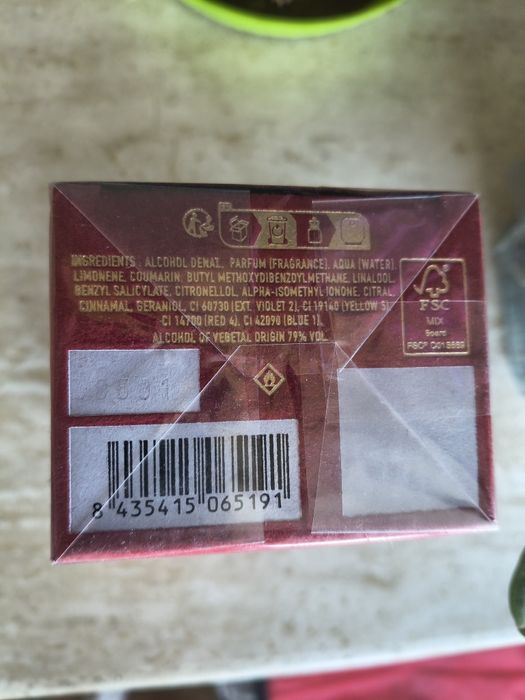 INGREDIENTS : ALCOHOL DENAT., PARFUM (FRAGRANCE), AQUA (WATER),
LIMONENE, COUMARIN, BUTYL METHOXYDIBENZOYLMETHANE, LINALOOL,
BENZYL SALICYLATE, CITRONELLOL, ALPHA-ISOMETHYL IONONE, CITRAL,
CINNAMAL, GERANIOL, CI 60730 (EXT. VIOLET 2), CI 19140 (YELLOW 5),
CI 14700 (RED 4), CI 42090 (BLUE 1).
ALCOHOL OF VEGETAL ORIGIN 79% VOL.
FSC
MIX
Board
8 435415 065191